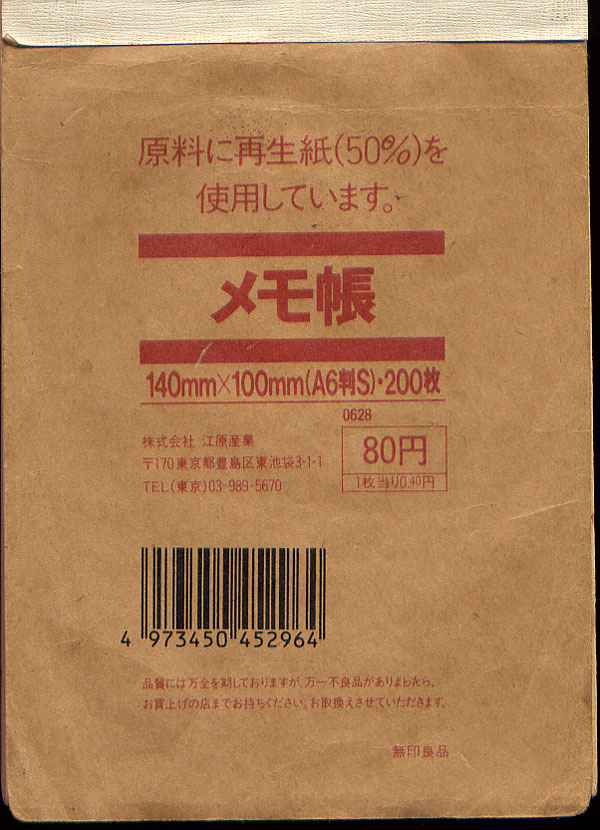 原料に再生紙(50%)を
使用しています。
メモ帳
140mm×100mm(A6判S)・200枚
0628
株式会社 江原産業
〒170東京都豊島区東池袋3-1-1
TEL(東京)03-989-5670
80円
1枚当り0.40円
4 973450 452964
品質には万全を期しておりますが、万一不良品がありましたら、
お買上げの店までお持ちください。お取換えさせていただきます。
無印良品